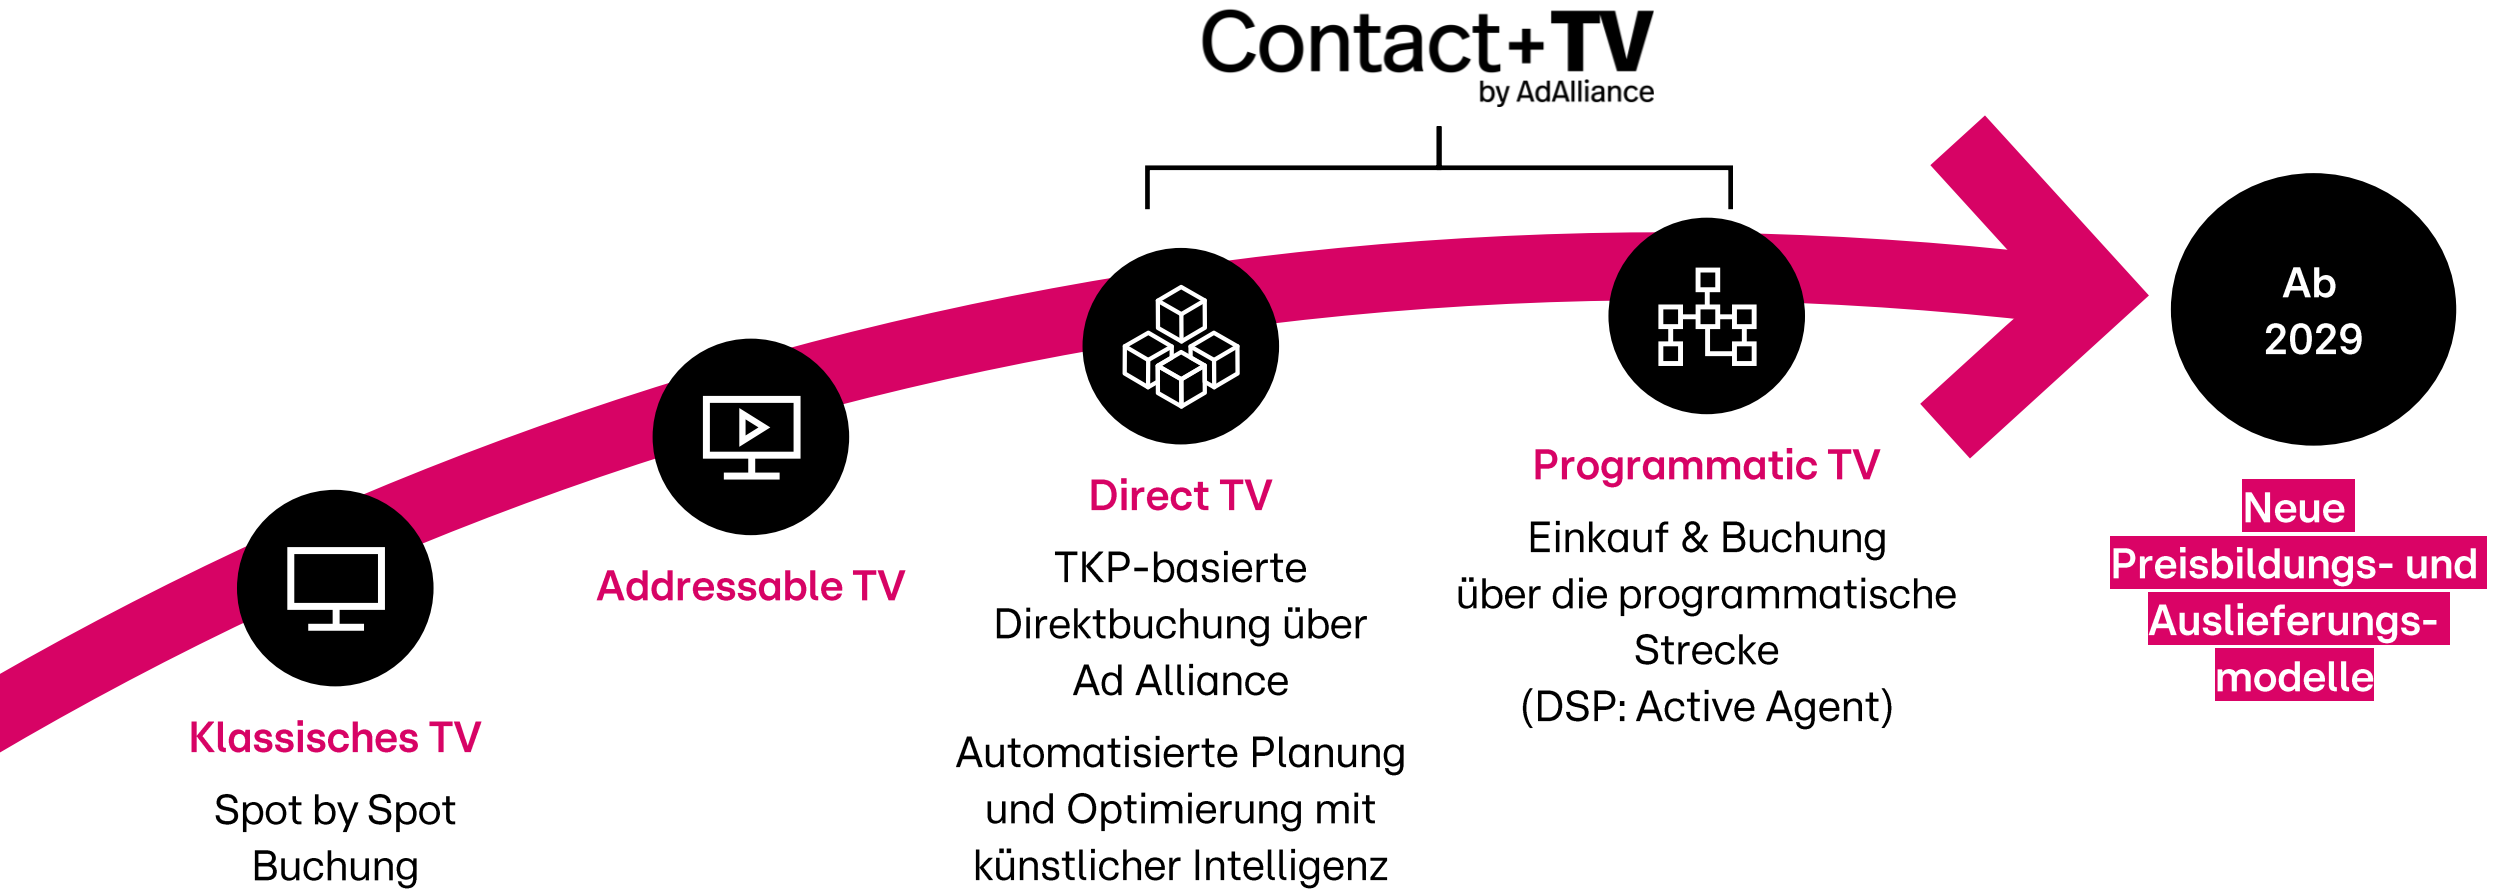 Contact+TV
by AdAlliance
Klassisches TV
Spot by Spot
Buchung
Addressable TV
Direct TV
TKP-basierte
Direktbuchung über
Ad Alliance
Automatisierte Planung
und Optimierung mit
künstlicher Intelligenz
Programmatic TV
Einkauf & Buchung
über die programmatische
Strecke
(DSP: Active Agent)
Ab
2029
Neue
Preisbildungs- und
Auslieferungs-
modelle